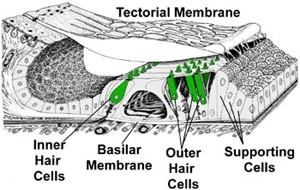 Tectorial Membrane
Inner
Hair
Cells
Basilar
Membrane
Outer
Hair
Cells
Supporting
Cells